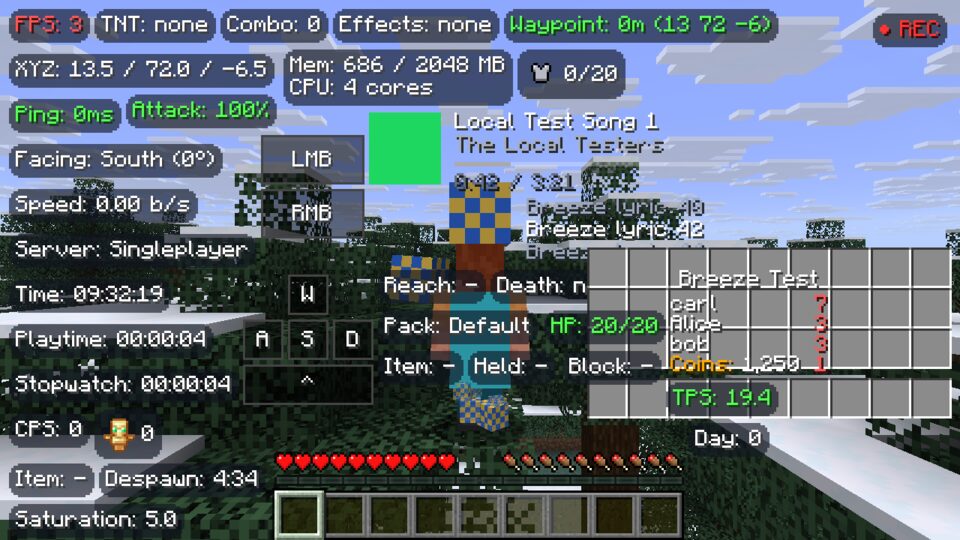 FPS: 3 TNT: none Combo: 0 Effects: none Waypoint: 0m (13 72 -6) REC
XYZ: 13.5 / 72.0 / -6.5 Mem: 686 / 2048 MB 0/20
CPU: 4 cores
Ping: 0ms Attack: 100%
Local Test Song 1
The Local Testers
Facing: South (0°) LMB
0:42 / 3:21
Speed: 0.00 b/s RMB
Breeze lyric 40
Breeze lyric 42
Server: Singleplayer
Breeze
Breeze Test
Reach: - Death: n
Time: 09:32:19 W
carl 7
Alice 3
Pack: Default HP: 20/20
Playtime: 00:00:04 A S D
bob 3
Item: - Held: - Block: - Coins: 1,250 1
Stopwatch: 00:00:04 ^
TPS: 19.4
CPS: 0 0
Day: 0
Item: - Despawn: 4:34
Saturation: 5.0